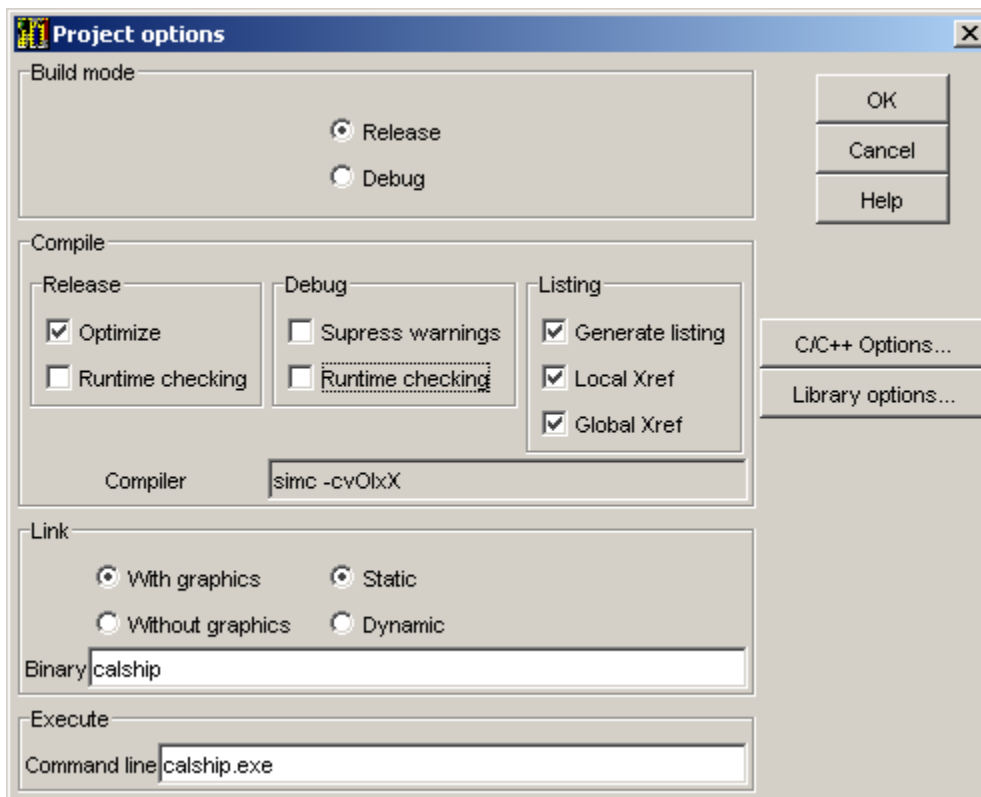 Project options
Build mode
Release
Debug
OK
Cancel
Help
Compile
Release
Optimize
Runtime checking
Debug
Supress warnings
Runtime checking
Listing
Generate listing
Local Xref
Global Xref
C/C++ Options...
Library options...
Compiler simc -cvOlxX
Link
With graphics
Static
Without graphics
Dynamic
Binary calship
Execute
Command line calship.exe